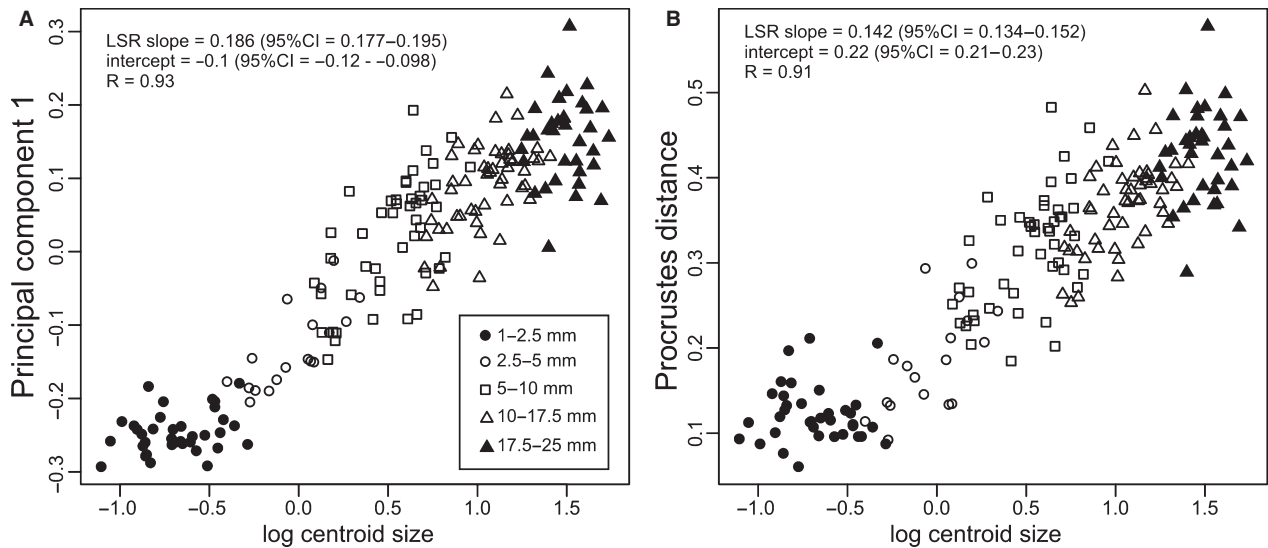 A
LSR slope = 0.186 (95%CI = 0.177–0.195)
intercept = –0.1 (95%CI = –0.12 - –0.098)
R = 0.93
Principal component 1
0.3
0.2
0.1
0.0
–0.1
–0.2
–0.3
1–2.5 mm
2.5–5 mm
5–10 mm
10–17.5 mm
17.5–25 mm
–1.0 –0.5 0.0 0.5 1.0 1.5
log centroid size
B
LSR slope = 0.142 (95%CI = 0.134–0.152)
intercept = 0.22 (95%CI = 0.21–0.23)
R = 0.91
Procrustes distance
0.5
0.4
0.3
0.2
0.1
–1.0 –0.5 0.0 0.5 1.0 1.5
log centroid size